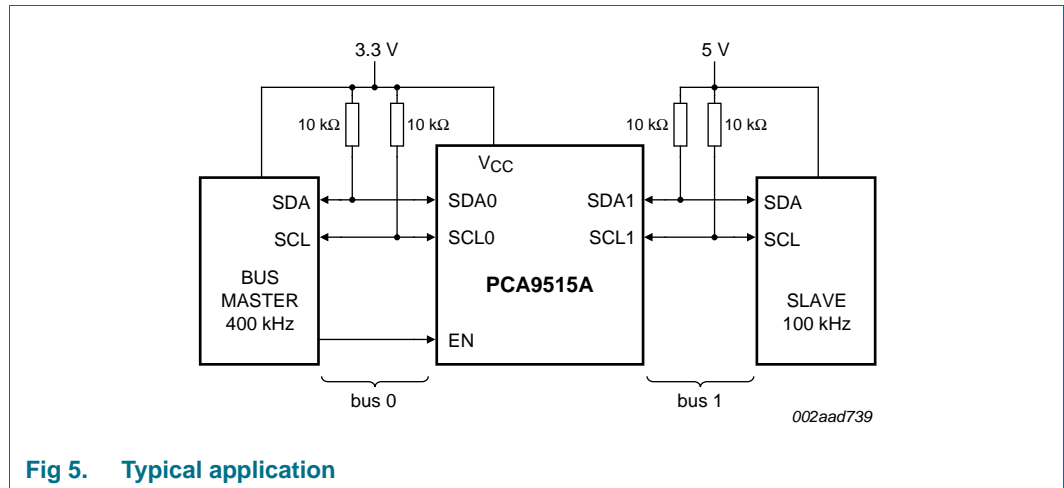 3.3 V
5 V
10 kΩ
10 kΩ
10 kΩ
10 kΩ
VCC
SDA
SDA0
SDA1
SDA
SCL
SCL0
SCL1
SCL
PCA9515A
BUS
MASTER
400 kHz
SLAVE
100 kHz
EN
bus 0
bus 1
002aad739
Fig 5. Typical application